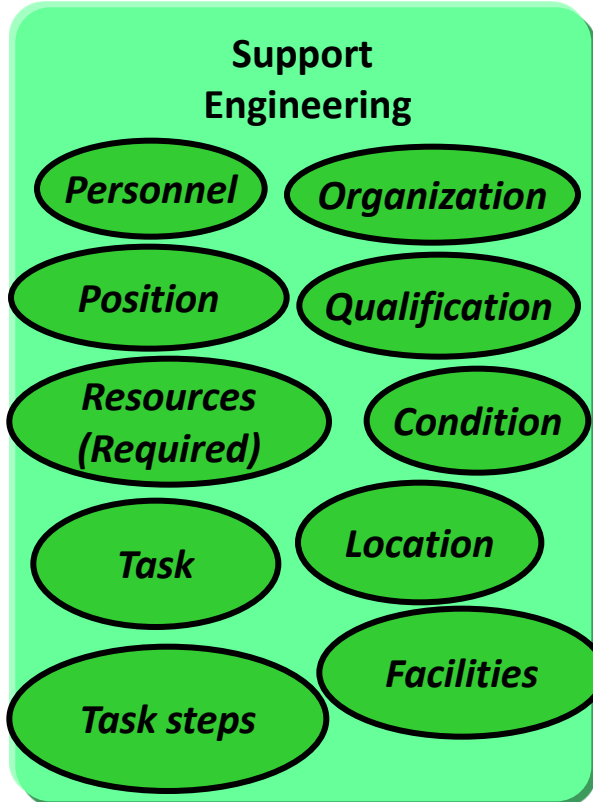 Support
Engineering
Personnel
Organization
Position
Qualification
Resources
(Required)
Condition
Task
Location
Task steps
Facilities